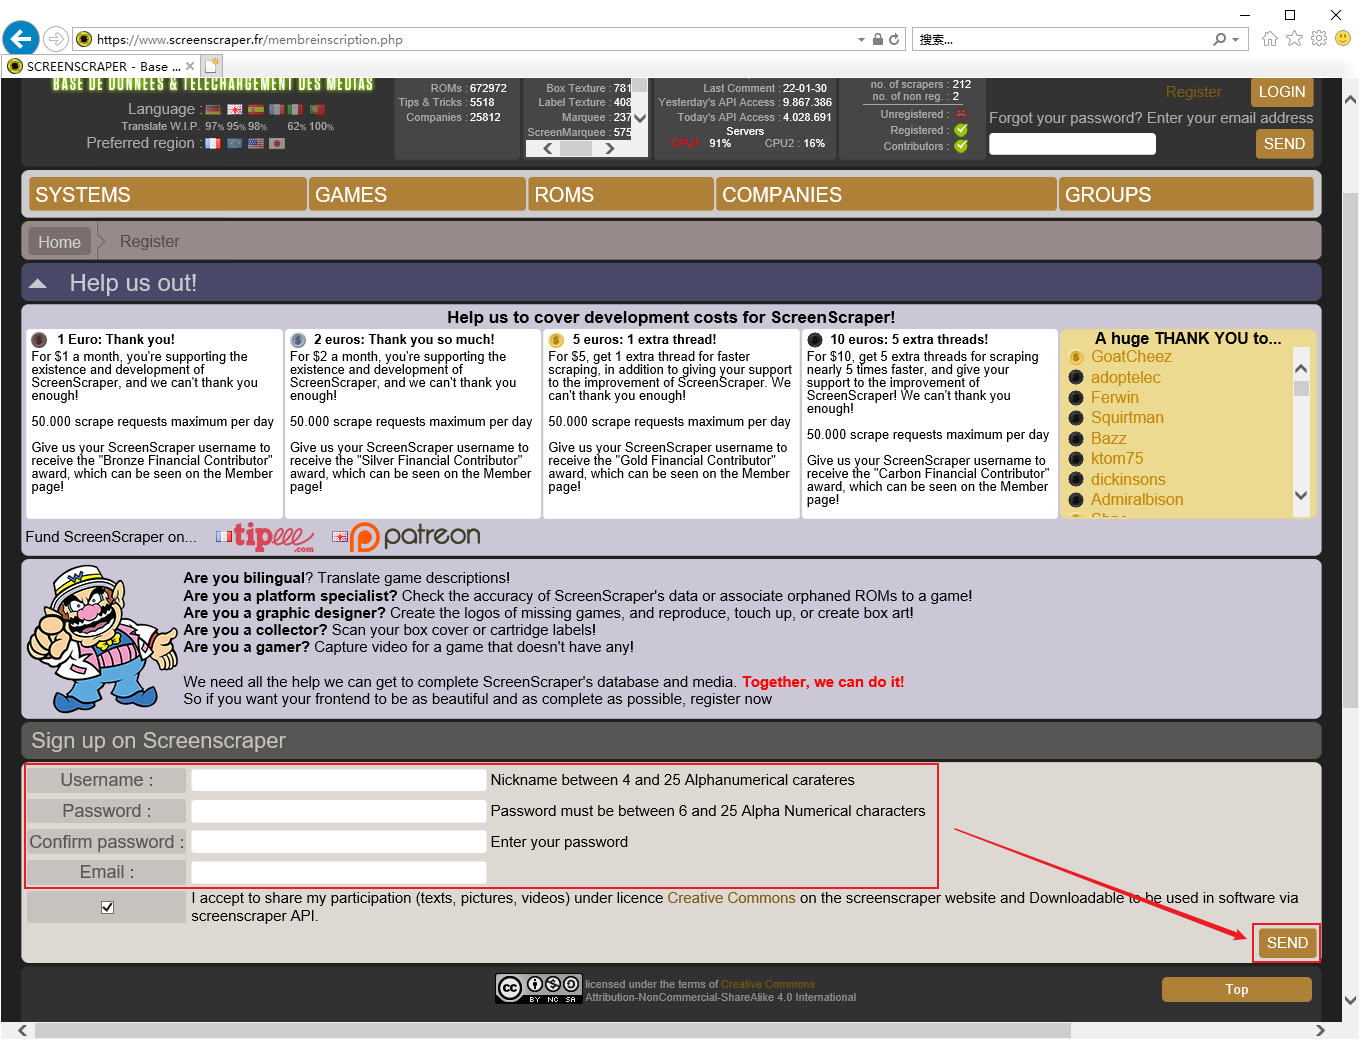 https://www.screenscraper.fr/membreinscription.php
搜索...
SCREENSCRAPER - Base ...
BASE DE DONNEES & TELECHARGEMENT DES MEDIAS
Language :
Translate W.I.P. 97% 95% 98% 62% 100%
Preferred region :
ROMs : 672972
Tips & Tricks : 5518
Companies : 25812
Box Texture : 781
Label Texture : 408
Marquee : 237
ScreenMarquee : 575
Last Comment : 22-01-30
Yesterday's API Access : 9.867.386
Today's API Access : 4.028.691
Servers
CPU1 : 91% CPU2 : 16%
no. of scrapers : 212
no. of non reg. : 2
Unregistered :
Registered :
Contributors :
Register
LOGIN
Forgot your password? Enter your email address
SEND
SYSTEMS
GAMES
ROMS
COMPANIES
GROUPS
Home
Register
Help us out!
Help us to cover development costs for ScreenScraper!
1 Euro: Thank you!
For $1 a month, you're supporting the
existence and development of
ScreenScraper, and we can't thank you
enough!
50.000 scrape requests maximum per day
Give us your ScreenScraper username to
receive the "Bronze Financial Contributor"
award, which can be seen on the Member
page!
2 euros: Thank you so much!
For $2 a month, you're supporting the
existence and development of
ScreenScraper, and we can't thank you
enough!
50.000 scrape requests maximum per day
Give us your ScreenScraper username to
receive the "Silver Financial Contributor"
award, which can be seen on the Member
page!
5 euros: 1 extra thread!
For $5, get 1 extra thread for faster
scraping, in addition to giving your support
to the improvement of ScreenScraper. We
can't thank you enough!
50.000 scrape requests maximum per day
Give us your ScreenScraper username to
receive the "Gold Financial Contributor"
award, which can be seen on the Member
page!
10 euros: 5 extra threads!
For $10, get 5 extra threads for scraping
nearly 5 times faster, and give your
support to the improvement of
ScreenScraper! We can't thank you
enough!
50.000 scrape requests maximum per day
Give us your ScreenScraper username to
receive the "Carbon Financial Contributor"
award, which can be seen on the Member
page!
A huge THANK YOU to...
GoatCheez
adoptelec
Ferwin
Squirtman
Bazz
ktom75
dickinsons
Admiralbison
Fund ScreenScraper on...
tipeee
.com
patreon
Are you bilingual? Translate game descriptions!
Are you a platform specialist? Check the accuracy of ScreenScraper's data or associate orphaned ROMs to a game!
Are you a graphic designer? Create the logos of missing games, and reproduce, touch up, or create box art!
Are you a collector? Scan your box cover or cartridge labels!
Are you a gamer? Capture video for a game that doesn't have any!
We need all the help we can get to complete ScreenScraper's database and media. Together, we can do it!
So if you want your frontend to be as beautiful and as complete as possible, register now
Sign up on Screenscraper
Username : Nickname between 4 and 25 Alphanumerical carateres
Password : Password must be between 6 and 25 Alpha Numerical characters
Confirm password : Enter your password
Email :
I accept to share my participation (texts, pictures, videos) under licence Creative Commons on the screenscraper website and Downloadable to be used in software via
screenscraper API.
SEND
cc
BY NC SA
licensed under the terms of Creative Commons
Attribution-NonCommercial-ShareAlike 4.0 International
Top